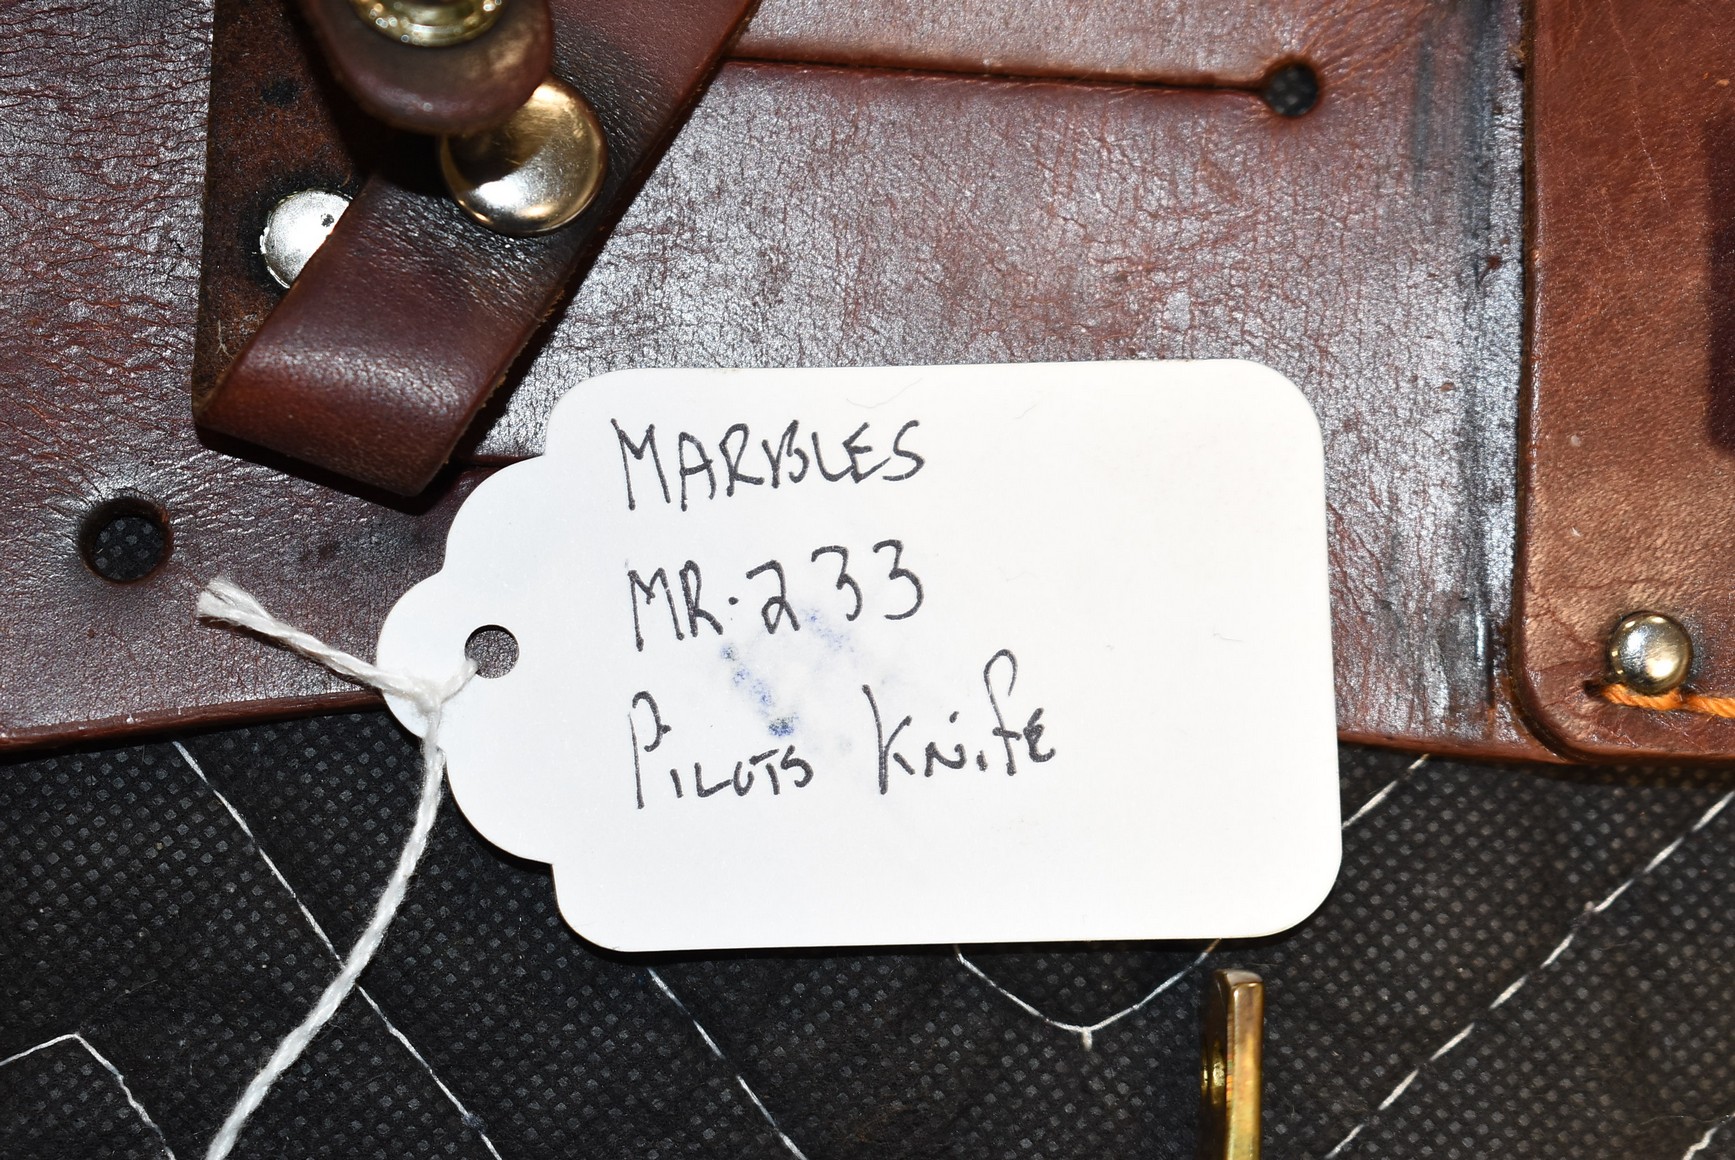 MARBLES
MR·233
PILOTS KNifE